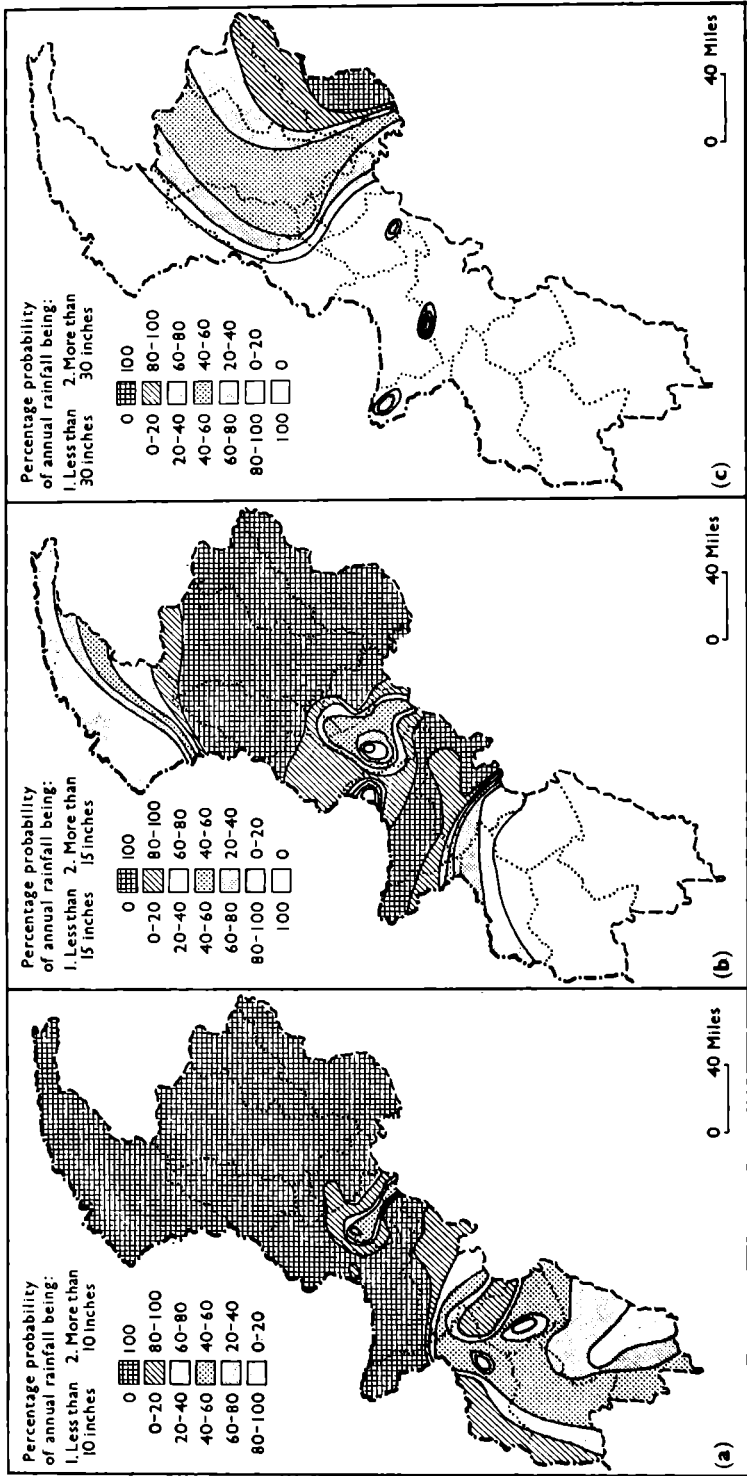 Percentage probability
of annual rainfall being:
1. Less than 2. More than
10 inches 10 Inches
0 100
0-20 80-100
20-40 60-80
40-60 40-60
60-80 20-40
80-100 0-20
0 40 Miles
(a)
Percentage probability
of annual rainfall being:
1. Less than 2. More than
15 inches 15 inches
0 100
0-20 80-100
20-40 60-80
40-60 40-60
60-80 20-40
80-100 0-20
100 0
0 40 Miles
(b)
Percentage probability
of annual rainfall being:
1. Less than 2. More than
30 inches 30 inches
0 100
0-20 80-100
20-40 60-80
40-60 40-60
60-80 20-40
80-100 0-20
100 0
0 40 Miles
(c)